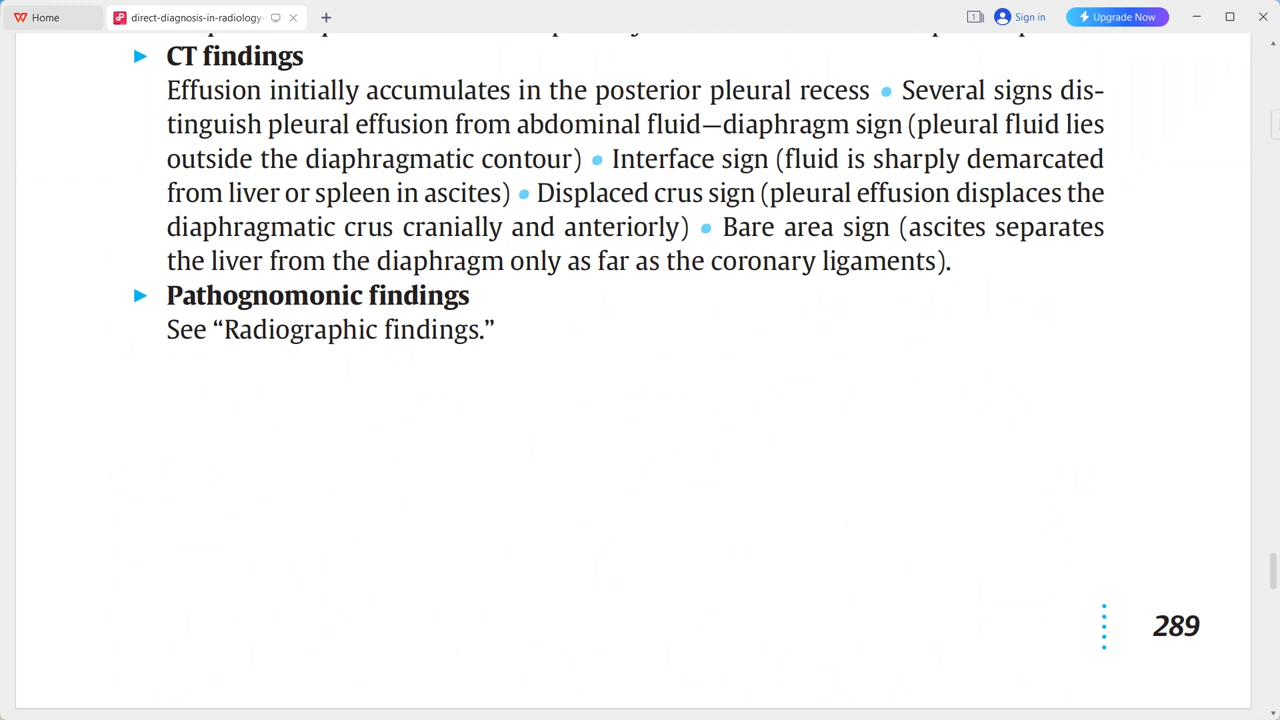 Home
direct-diagnosis-in-radiology-
1
Sign in
Upgrade Now
CT findings
Effusion initially accumulates in the posterior pleural recess • Several signs dis-
tinguish pleural effusion from abdominal fluid—diaphragm sign (pleural fluid lies
outside the diaphragmatic contour) • Interface sign (fluid is sharply demarcated
from liver or spleen in ascites) • Displaced crus sign (pleural effusion displaces the
diaphragmatic crus cranially and anteriorly) • Bare area sign (ascites separates
the liver from the diaphragm only as far as the coronary ligaments).
Pathognomonic findings
See “Radiographic findings.”
289